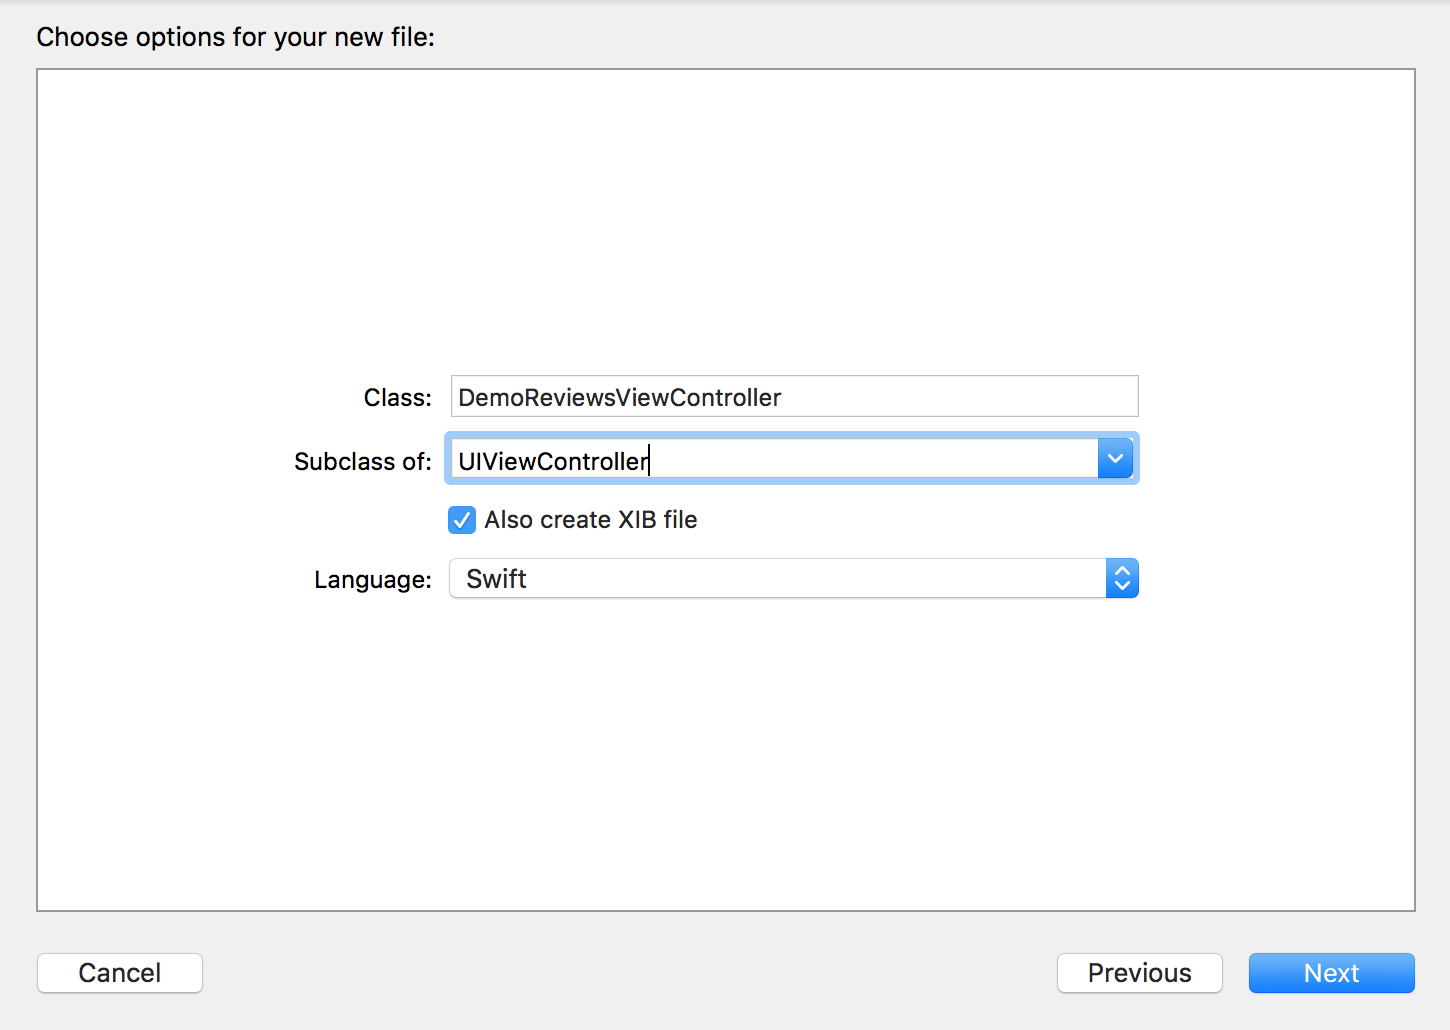 Choose options for your new file:
Class: DemoReviewsViewController
Subclass of: UIViewController
Also create XIB file
Language: Swift
Cancel Previous Next